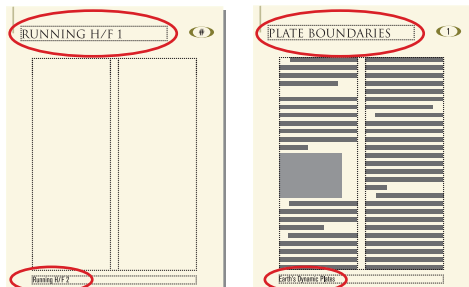 RUNNING H/F 1
#
Running H/F 2
PLATE BOUNDARIES
1
Earth's Dynamic Plates